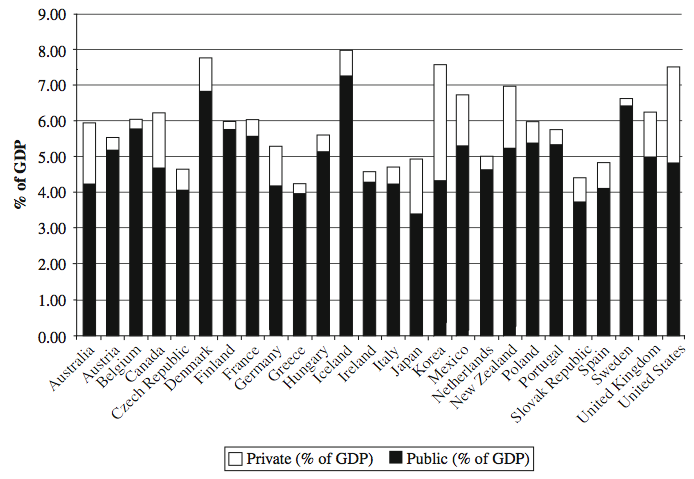 9.00
8.00
7.00
6.00
5.00
4.00
3.00
2.00
1.00
0.00
% of GDP
Australia
Austria
Belgium
Canada
Czech Republic
Denmark
Finland
France
Germany
Greece
Hungary
Iceland
Ireland
Italy
Japan
Korea
Mexico
Netherlands
New Zealand
Poland
Portugal
Slovak Republic
Spain
Sweden
United Kingdom
United States
Private (% of GDP) Public (% of GDP)